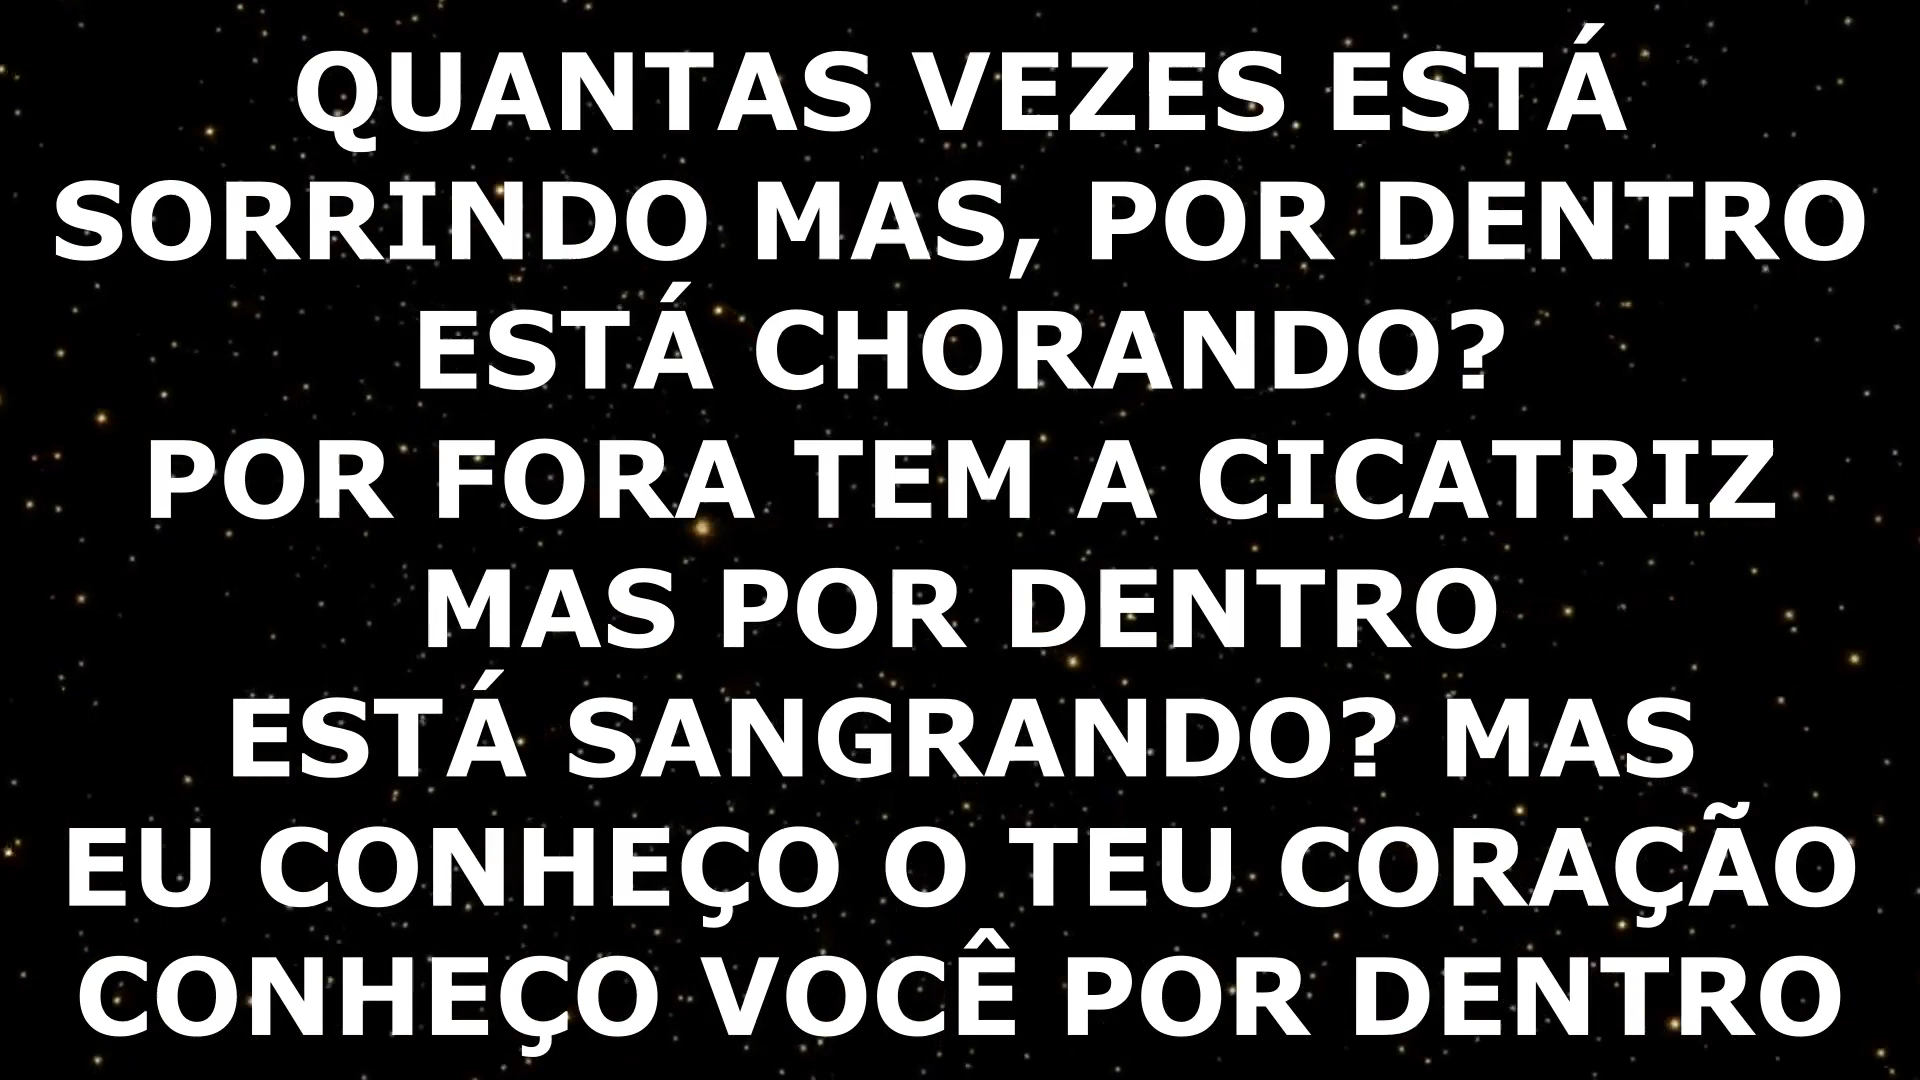 QUANTAS VEZES ESTÁ
SORRINDO MAS, POR DENTRO
ESTÁ CHORANDO?
POR FORA TEM A CICATRIZ
MAS POR DENTRO
ESTÁ SANGRANDO? MAS
EU CONHEÇO O TEU CORAÇÃO
CONHEÇO VOCÊ POR DENTRO